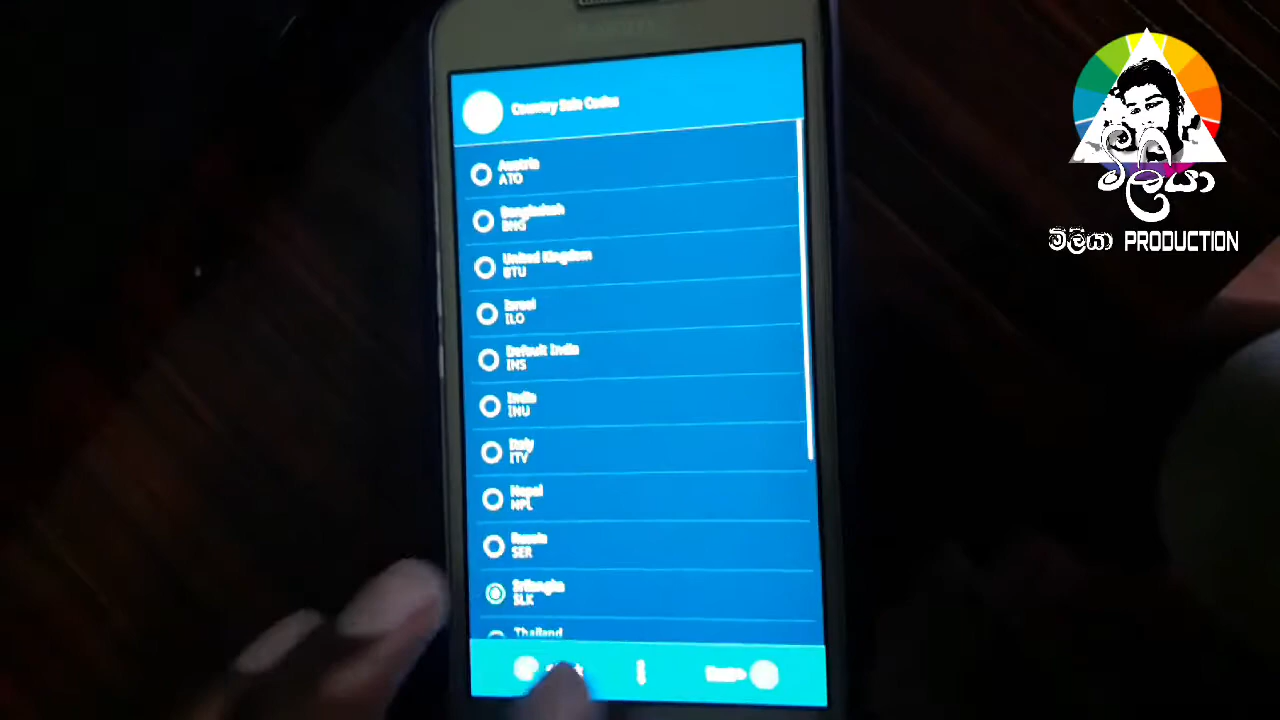 Country Sale Codes
Austria
ATO
Bangladesh
BNG
United Kingdom
BTU
Israel
ILO
Default India
INS
India
INU
Italy
ITV
Nepal
NPL
Russia
SER
Srilangka
SLK
Thailand
මිලියා
මිලියා PRODUCTION